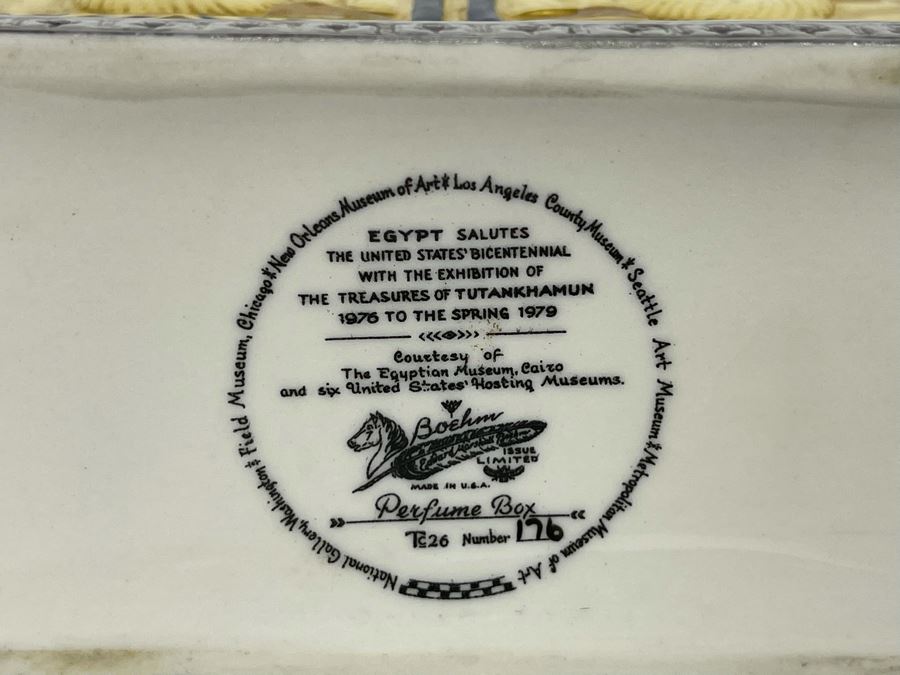 National Gallery, Washington * Field Museum, Chicago * New Orleans Museum of Art * Los Angeles County Museum * Seattle Art Museum * Metropolitan Museum of Art
EGYPT SALUTES
THE UNITED STATES' BICENTENNIAL
WITH THE EXHIBITION OF
THE TREASURES OF TUTANKHAMUN
1976 TO THE SPRING 1979
Courtesy of
The Egyptian Museum, Cairo
and six United States' Hosting Museums.
Boehm
Edward Marshall Boehm
ISSUE
LIMITED
MADE IN U.S.A.
Perfume Box
TC26 Number 176